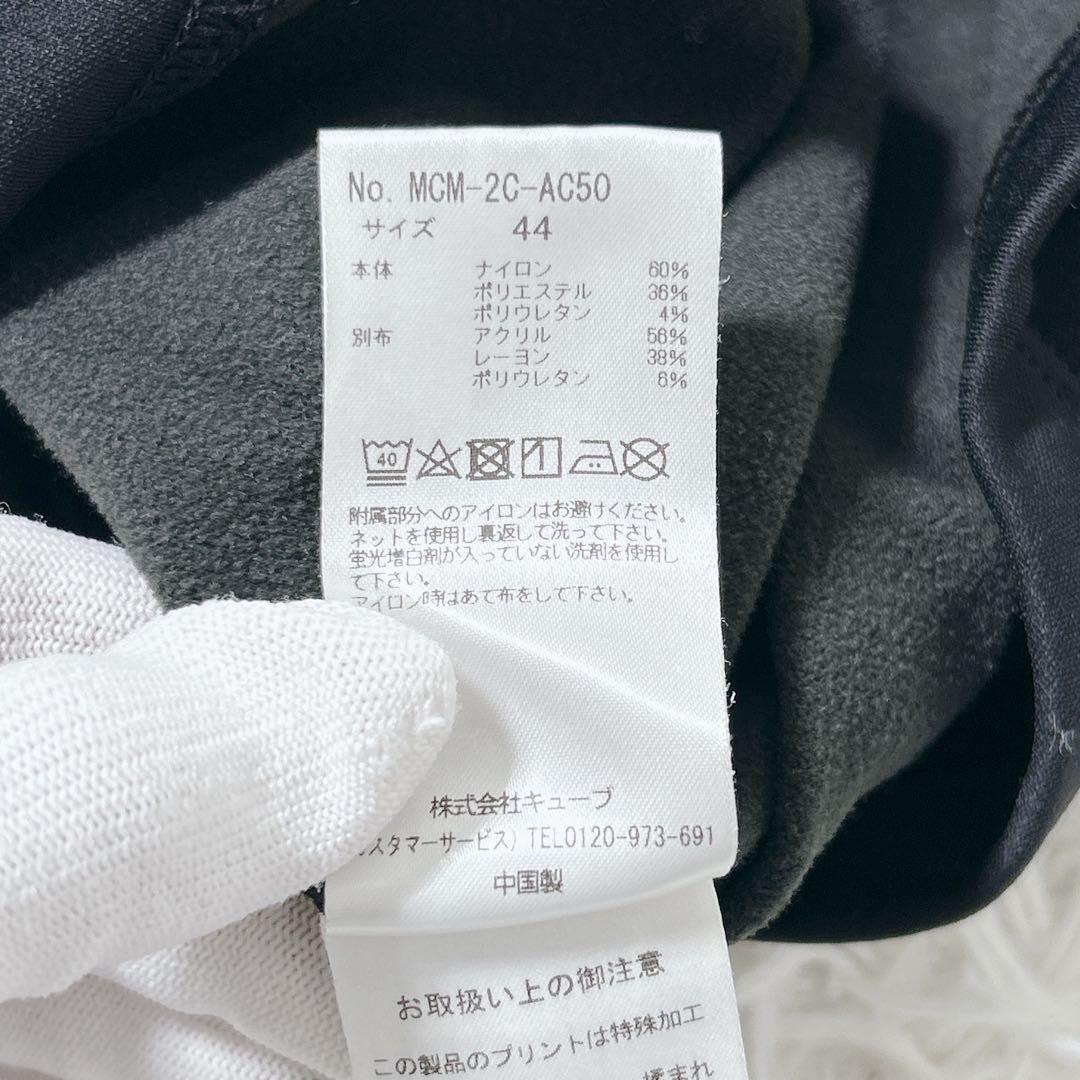 No. MCM-2C-AC50
サイズ 44
本体 ナイロン 60%
ポリエステル 36%
ポリウレタン 4%
別布 アクリル 56%
レーヨン 38%
ポリウレタン 6%
40
附属部分へのアイロンはお避けください。
ネットを使用し裏返して洗って下さい。
蛍光増白剤が入っていない洗剤を使用し
て下さい。
アイロン時はあて布をして下さい。
株式会社キューブ
スタマーサービス) TEL0120-973-691
中国製
お取扱い上の御注意
この製品のプリントは特殊加工